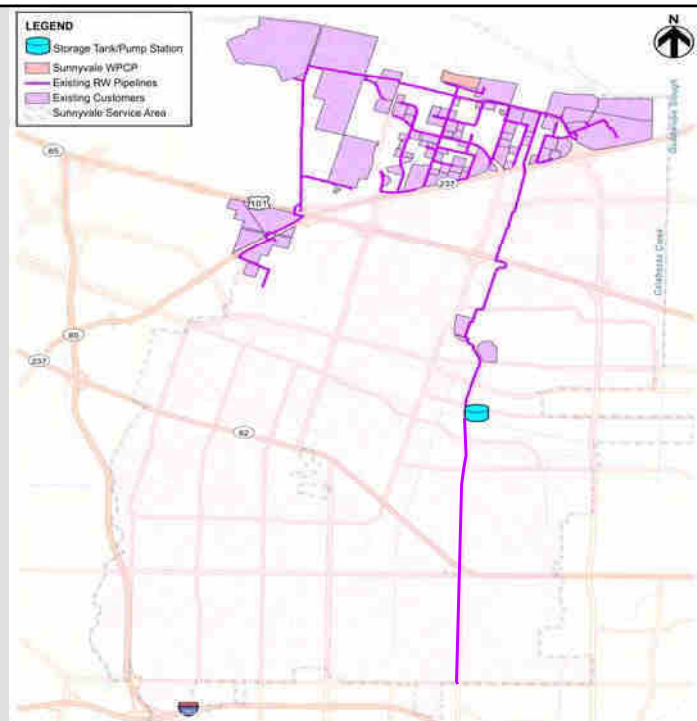 LEGEND
Storage Tank/Pump Station
Sunnyvale WPCP
Existing RW Pipelines
Existing Customers
Sunnyvale Service Area
N
85
101
237
Guadalupe Slough
Calabazas Creek
85
237
82